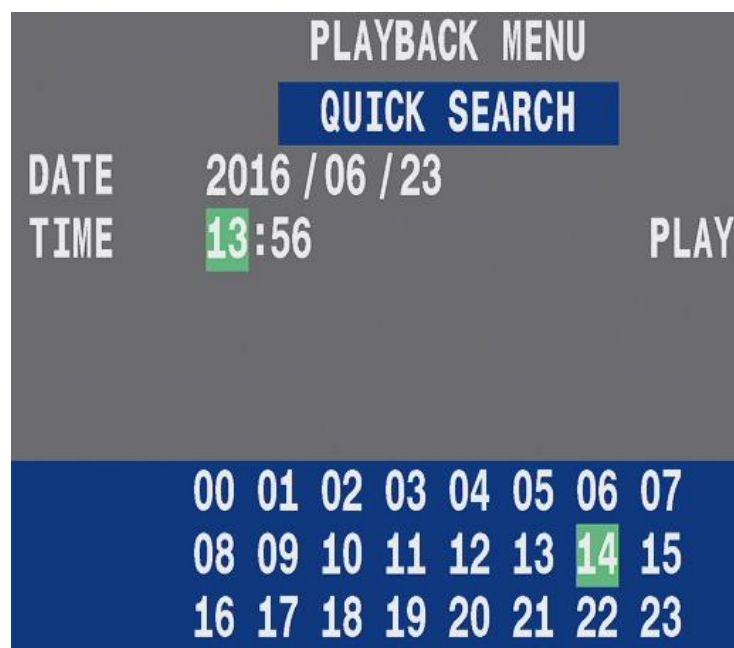 PLAYBACK MENU
QUICK SEARCH
DATE 2016/06/23
TIME 13:56 PLAY
00 01 02 03 04 05 06 07
08 09 10 11 12 13 14 15
16 17 18 19 20 21 22 23